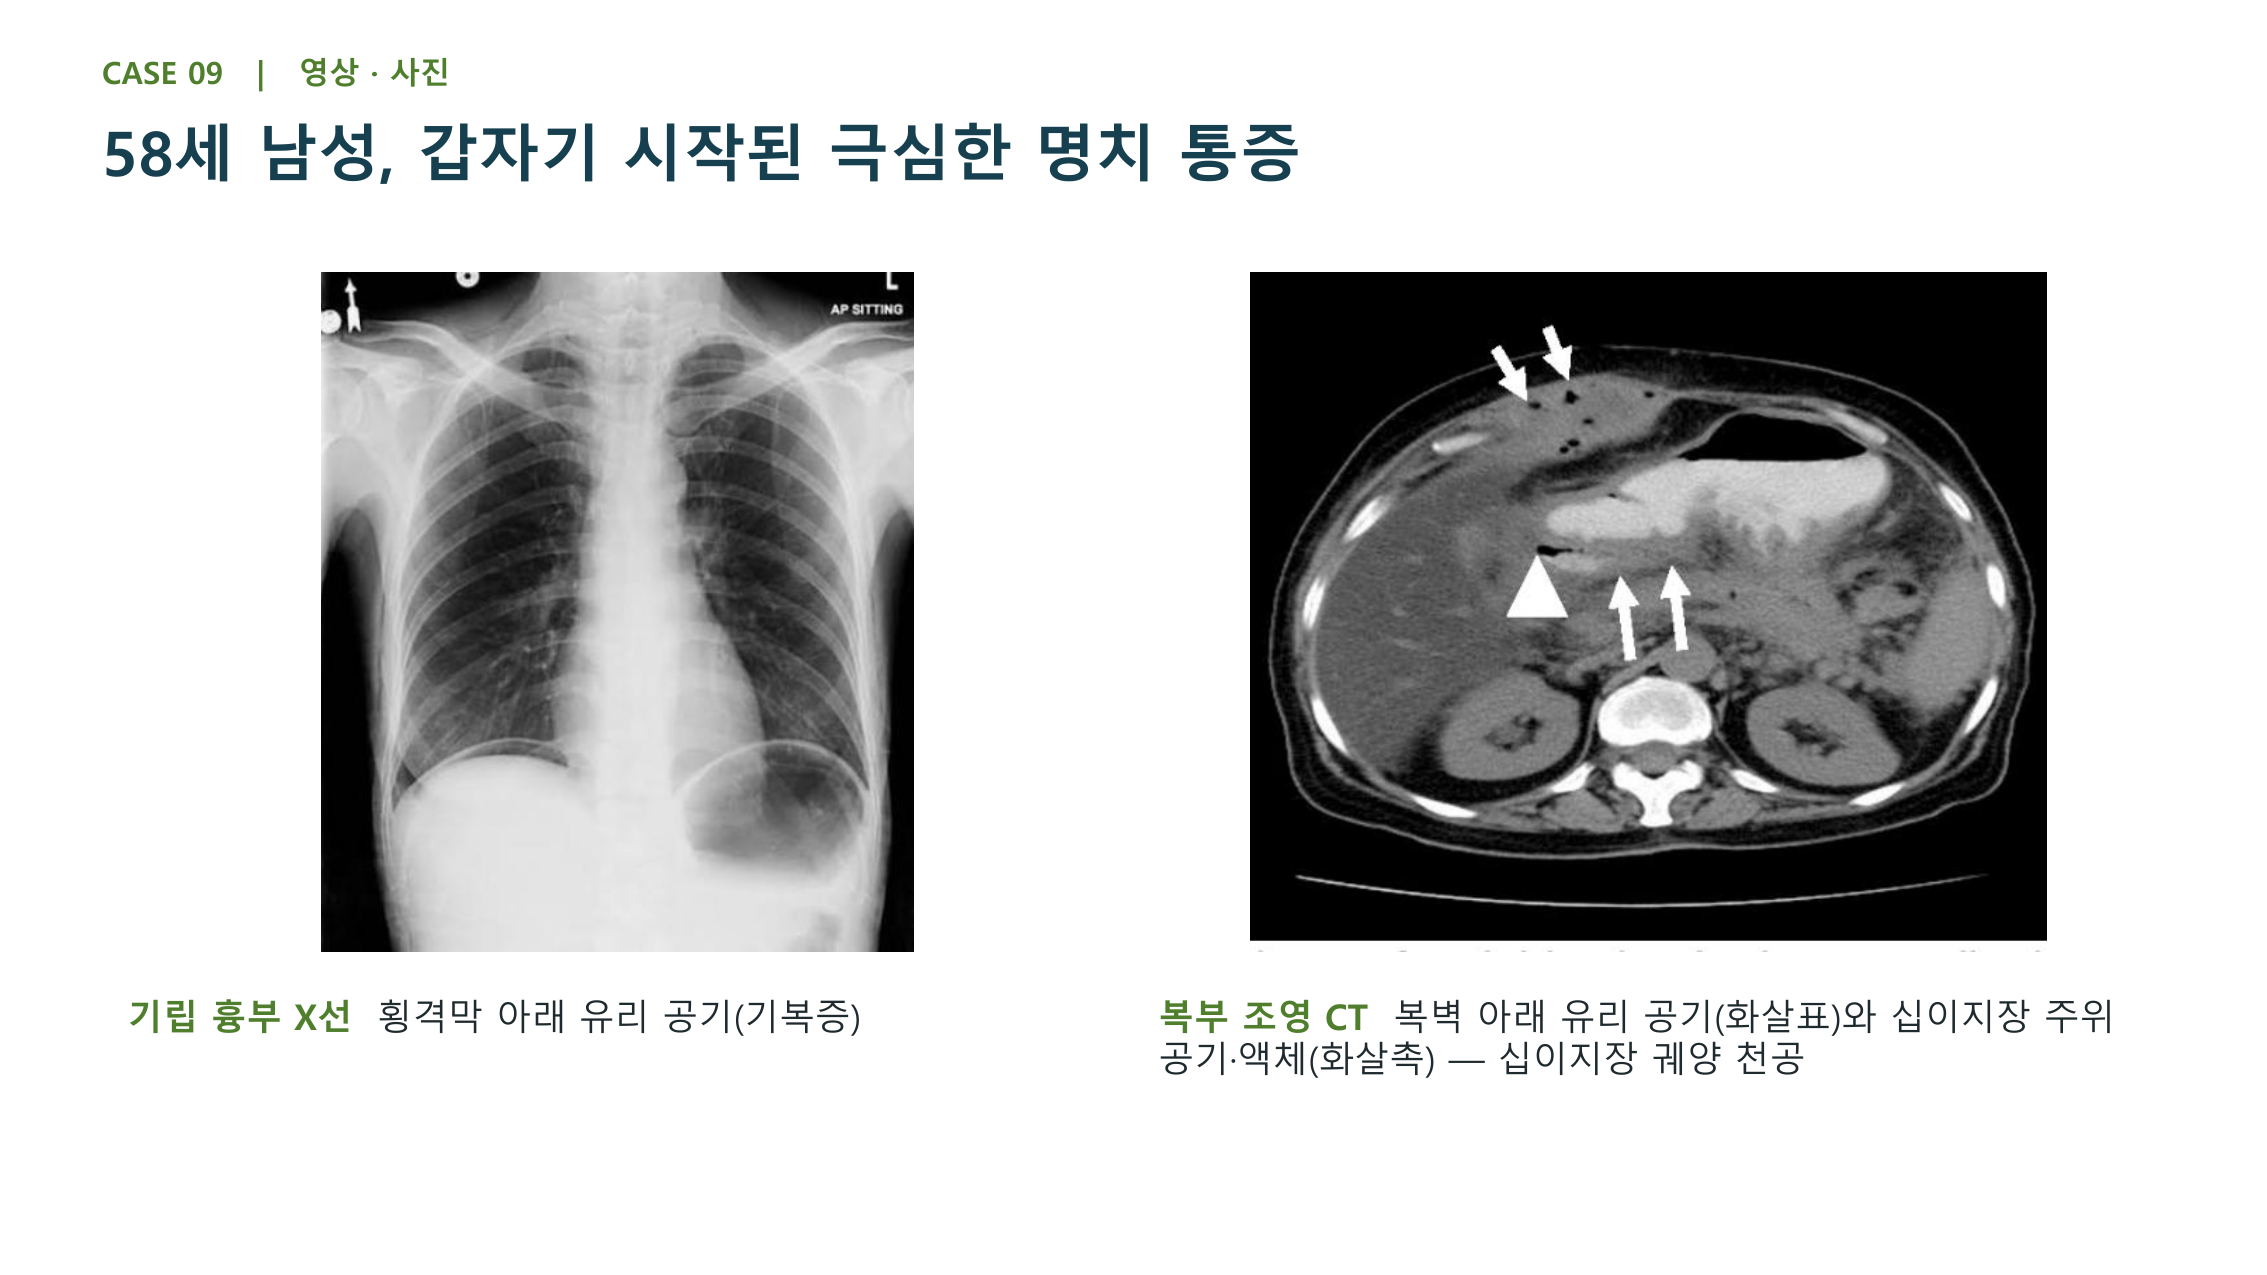 CASE 09 | 영상 · 사진
58세 남성, 갑자기 시작된 극심한 명치 통증
L
AP SITTING
기립 흉부 X선 횡격막 아래 유리 공기(기복증)
복부 조영 CT 복벽 아래 유리 공기(화살표)와 십이지장 주위
공기·액체(화살촉) — 십이지장 궤양 천공